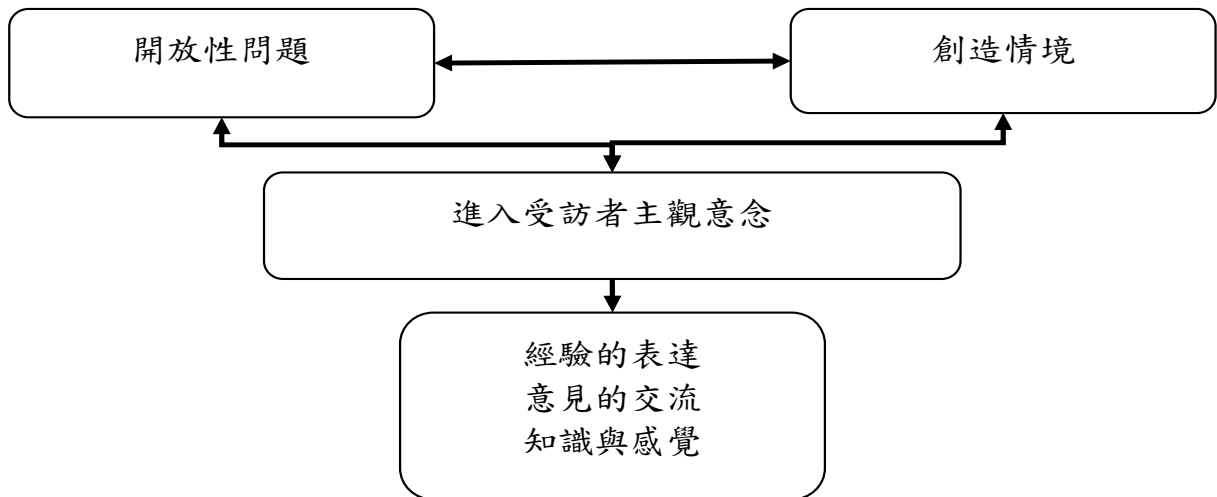 開放性問題
創造情境
進入受訪者主觀意念
經驗的表達
意見的交流
知識與感覺